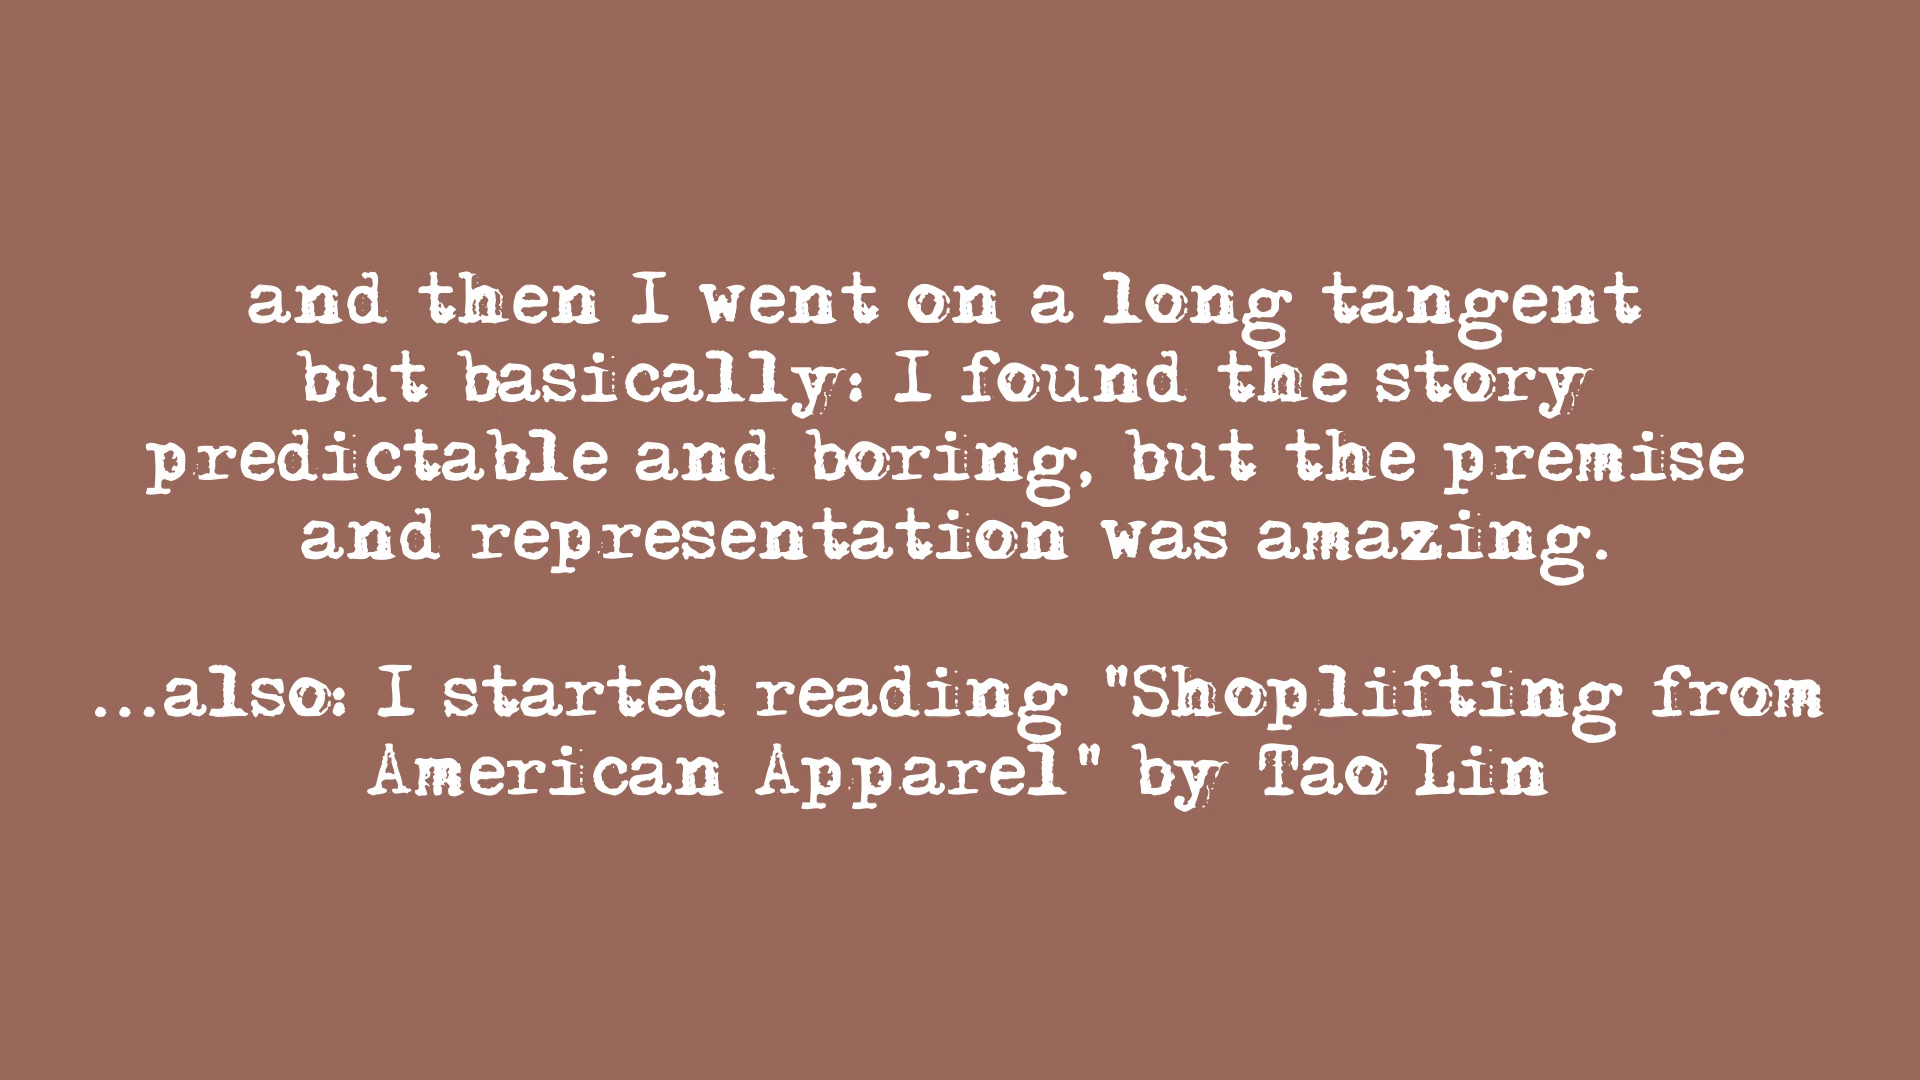 and then I went on a long tangent
but basically: I found the story
predictable and boring, but the premise
and representation was amazing.
...also: I started reading "Shoplifting from
American Apparel" by Tao Lin